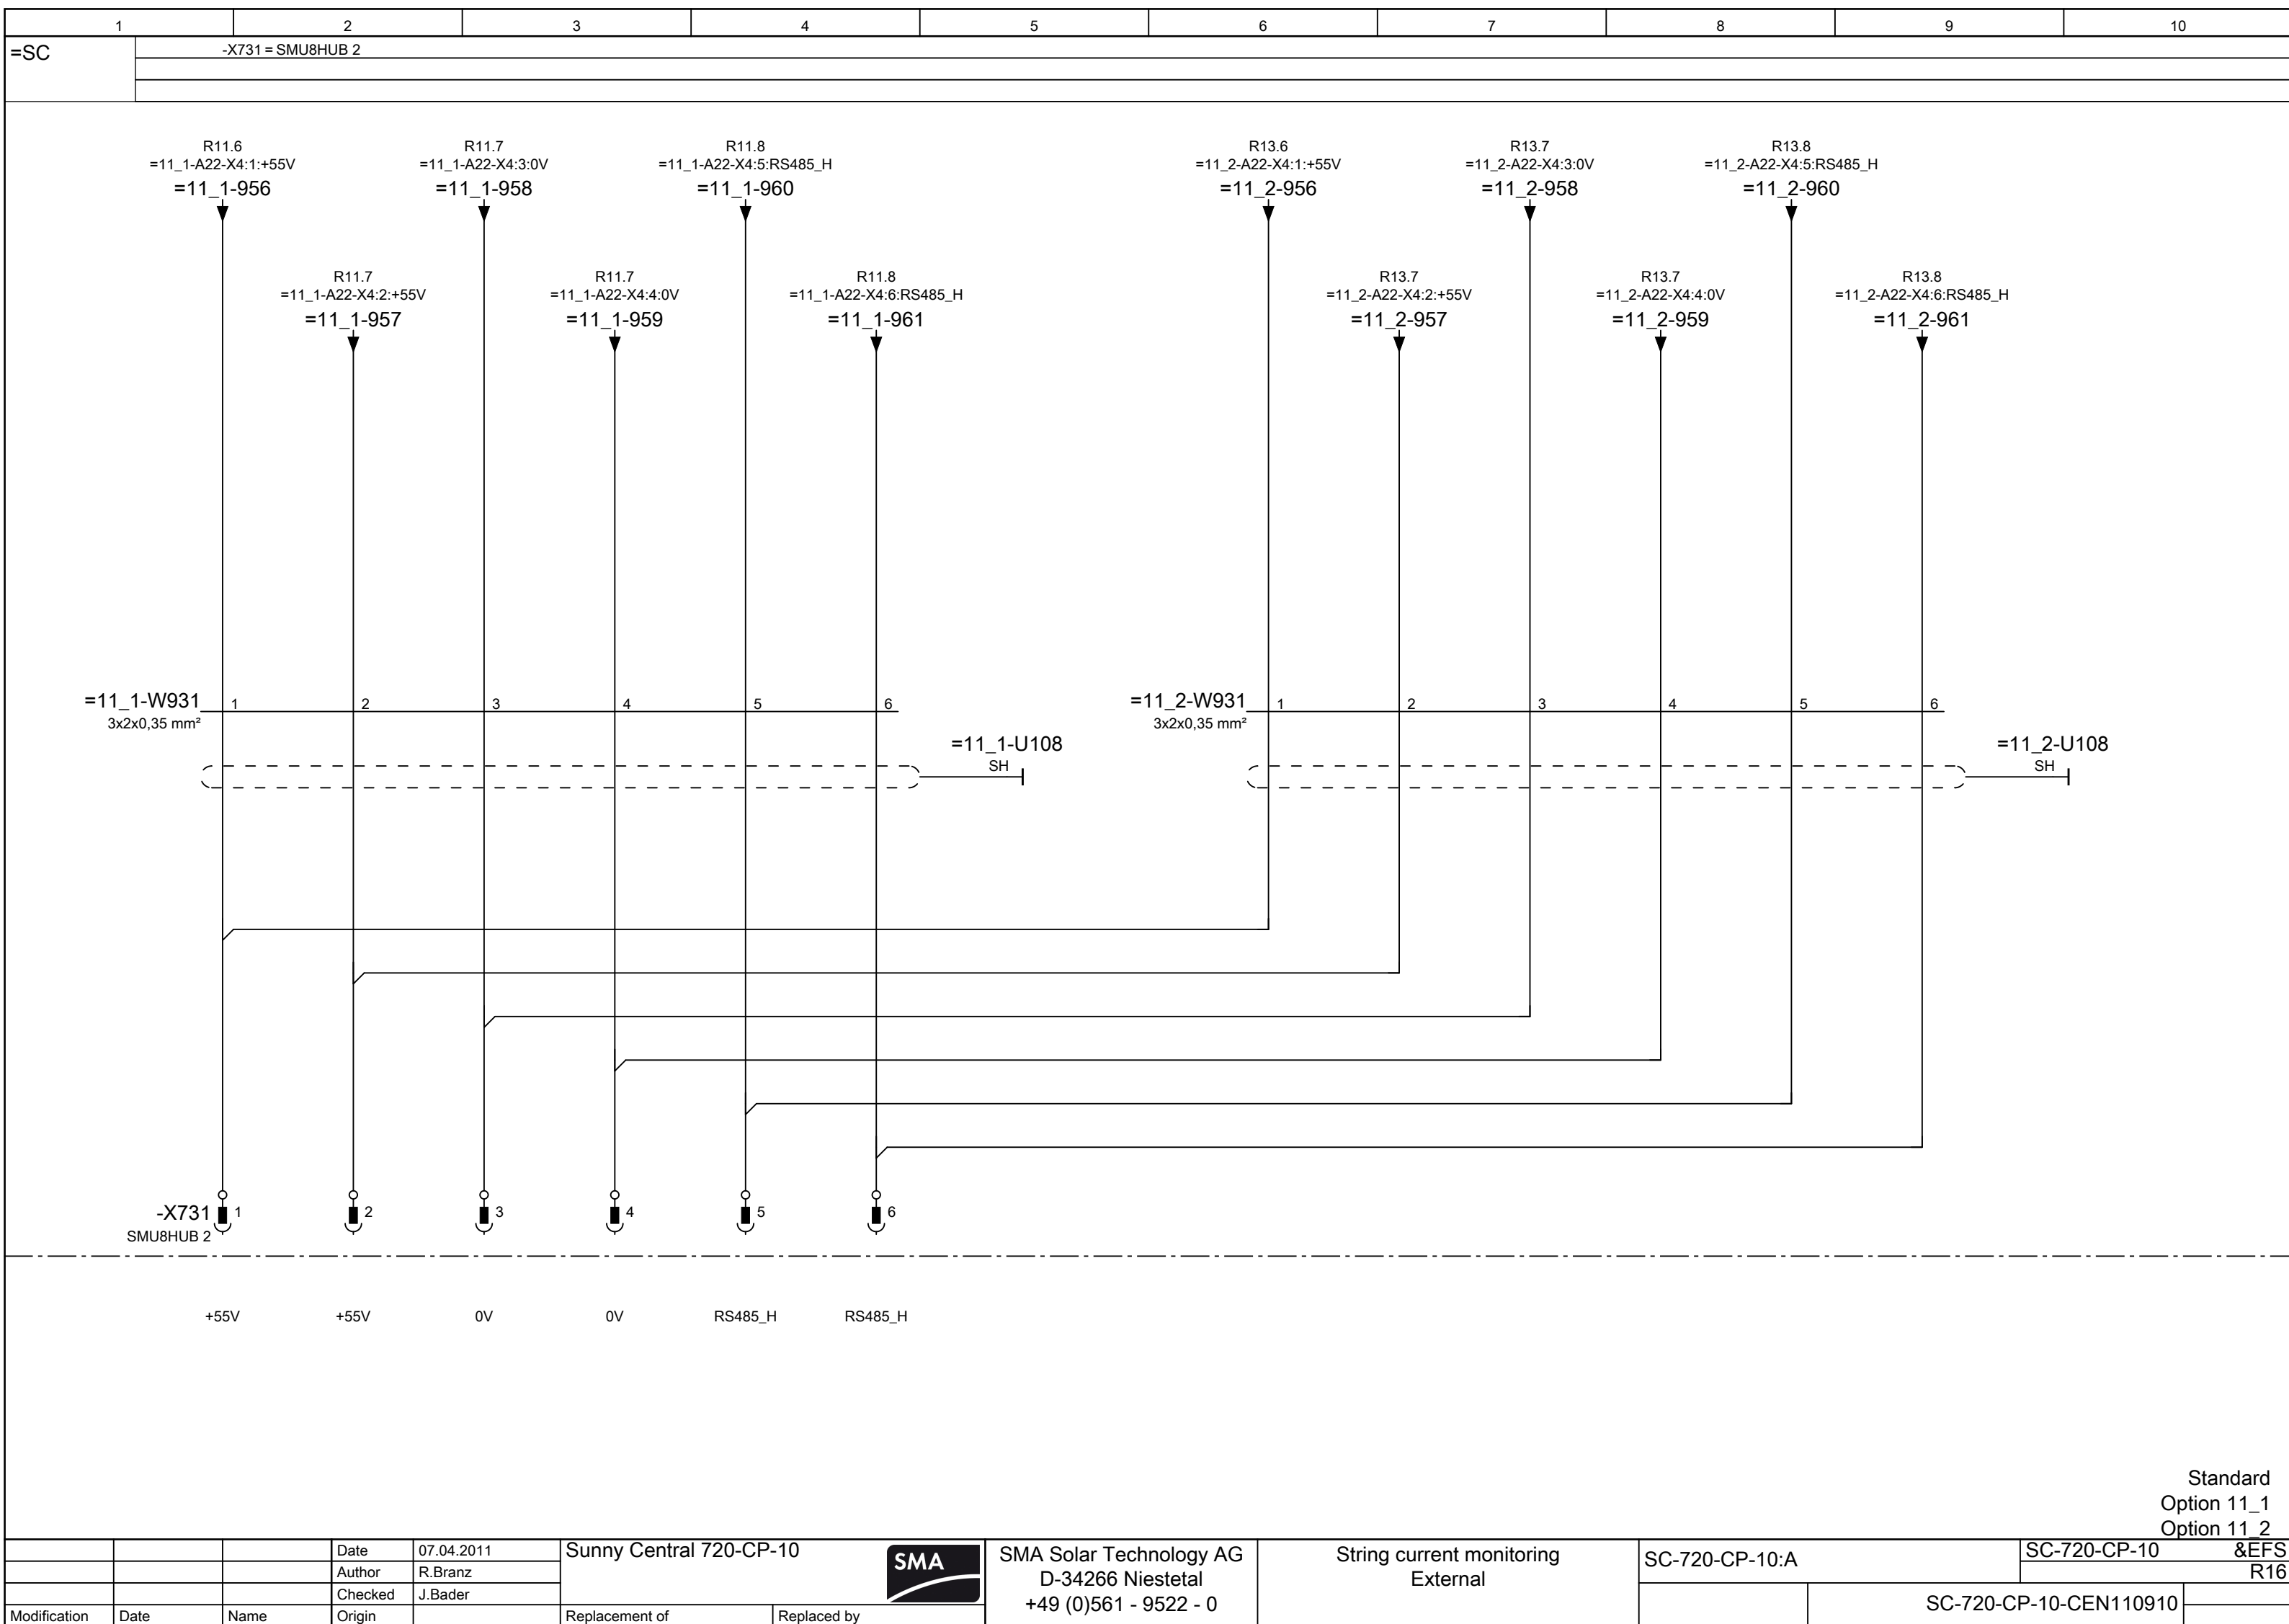 1 2 3 4 5 6 7 8 9 10
=SC
-X731 = SMU8HUB 2
R11.6 R11.7 R11.8 R13.6 R13.7 R13.8
=11_1-A22-X4:1:+55V =11_1-A22-X4:3:0V =11_1-A22-X4:5:RS485_H =11_2-A22-X4:1:+55V =11_2-A22-X4:3:0V =11_2-A22-X4:5:RS485_H
=11_1-956 =11_1-958 =11_1-960 =11_2-956 =11_2-958 =11_2-960
R11.7 R11.7 R11.8 R13.7 R13.7 R13.8
=11_1-A22-X4:2:+55V =11_1-A22-X4:4:0V =11_1-A22-X4:6:RS485_H =11_2-A22-X4:2:+55V =11_2-A22-X4:4:0V =11_2-A22-X4:6:RS485_H
=11_1-957 =11_1-959 =11_1-961 =11_2-957 =11_2-959 =11_2-961
=11_1-W931 1 2 3 4 5 6 =11_2-W931 1 2 3 4 5 6
3x2x0,35 mm² 3x2x0,35 mm²
=11_1-U108 =11_2-U108
SH SH
-X731 1 2 3 4 5 6
SMU8HUB 2
+55V +55V 0V 0V RS485_H RS485_H
Standard
Option 11_1
Option 11_2
Date 07.04.2011
Author R.Branz
Checked J.Bader
Modification Date Name Origin
Sunny Central 720-CP-10
SMA
Replacement of Replaced by
SMA Solar Technology AG
D-34266 Niestetal
+49 (0)561 - 9522 - 0
String current monitoring
External
SC-720-CP-10:A
SC-720-CP-10 &EFS
R16
SC-720-CP-10-CEN110910